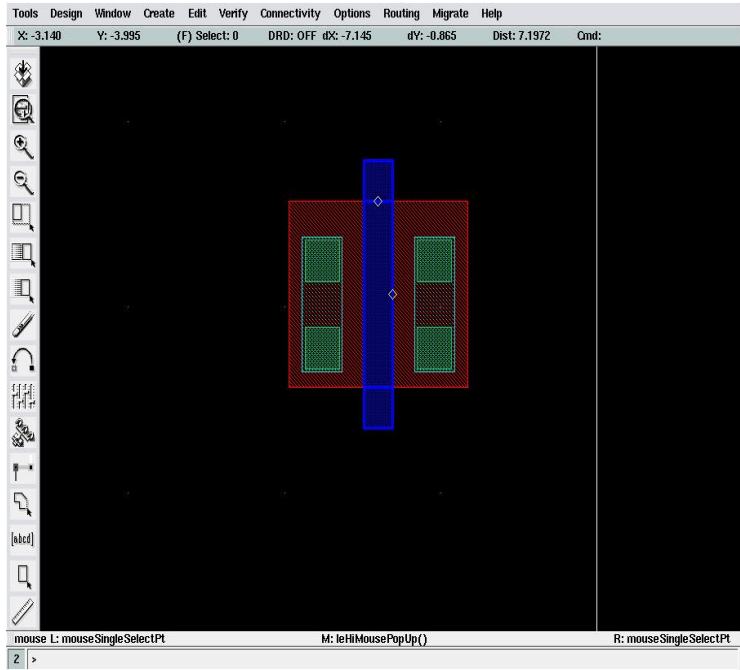 Tools Design Window Create Edit Verify Connectivity Options Routing Migrate Help
X: -3.140 Y: -3.995 (F) Select: 0 DRD: OFF dX: -7.145 dY: -0.865 Dist: 7.1972 Cmd:
[abcd]
mouse L: mouseSingleSelectPt M: leHiMousePopUp() R: mouseSingleSelectPt
2 >